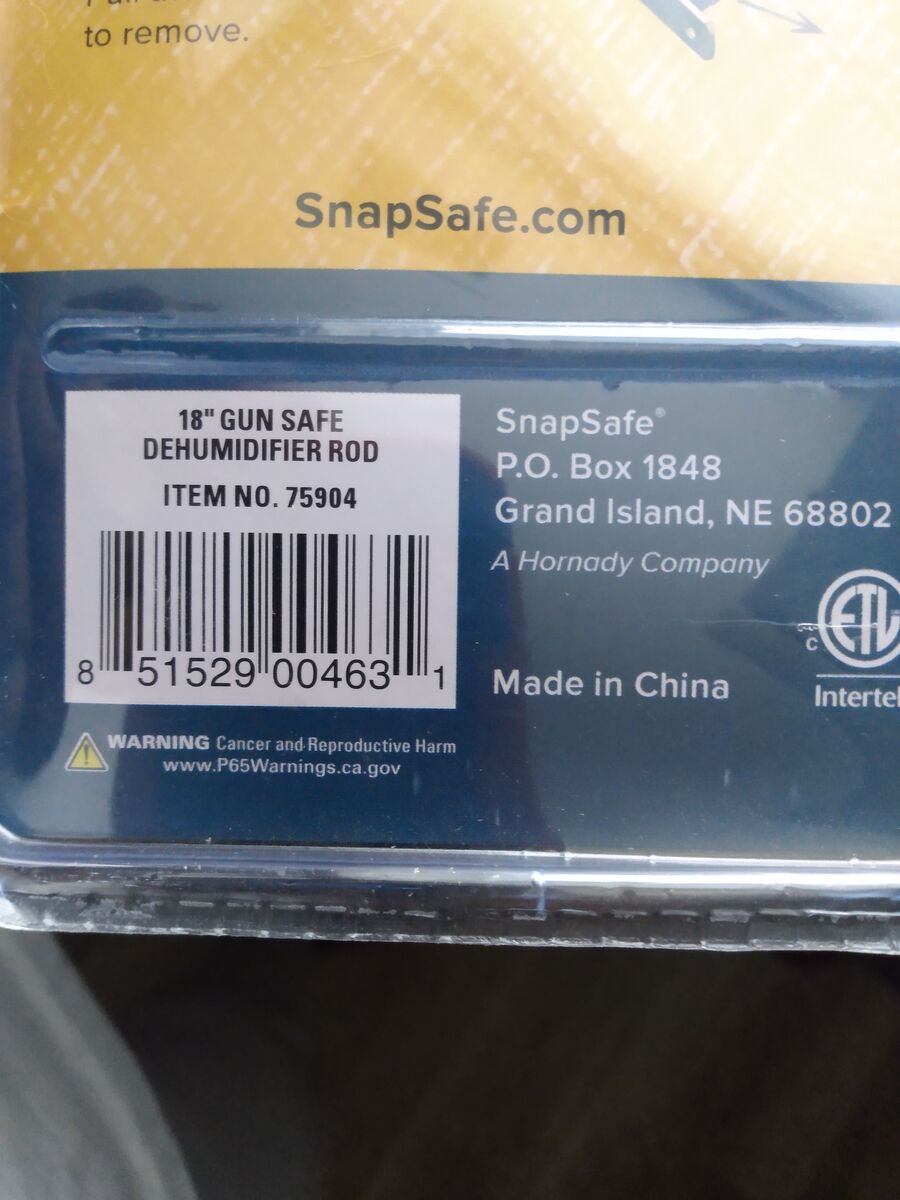 to remove.
SnapSafe.com
18" GUN SAFE
DEHUMIDIFIER ROD
ITEM NO. 75904
8 51529 00463 1
WARNING Cancer and Reproductive Harm
www.P65Warnings.ca.gov
SnapSafe®
P.O. Box 1848
Grand Island, NE 68802
A Hornady Company
Made in China
c ETL